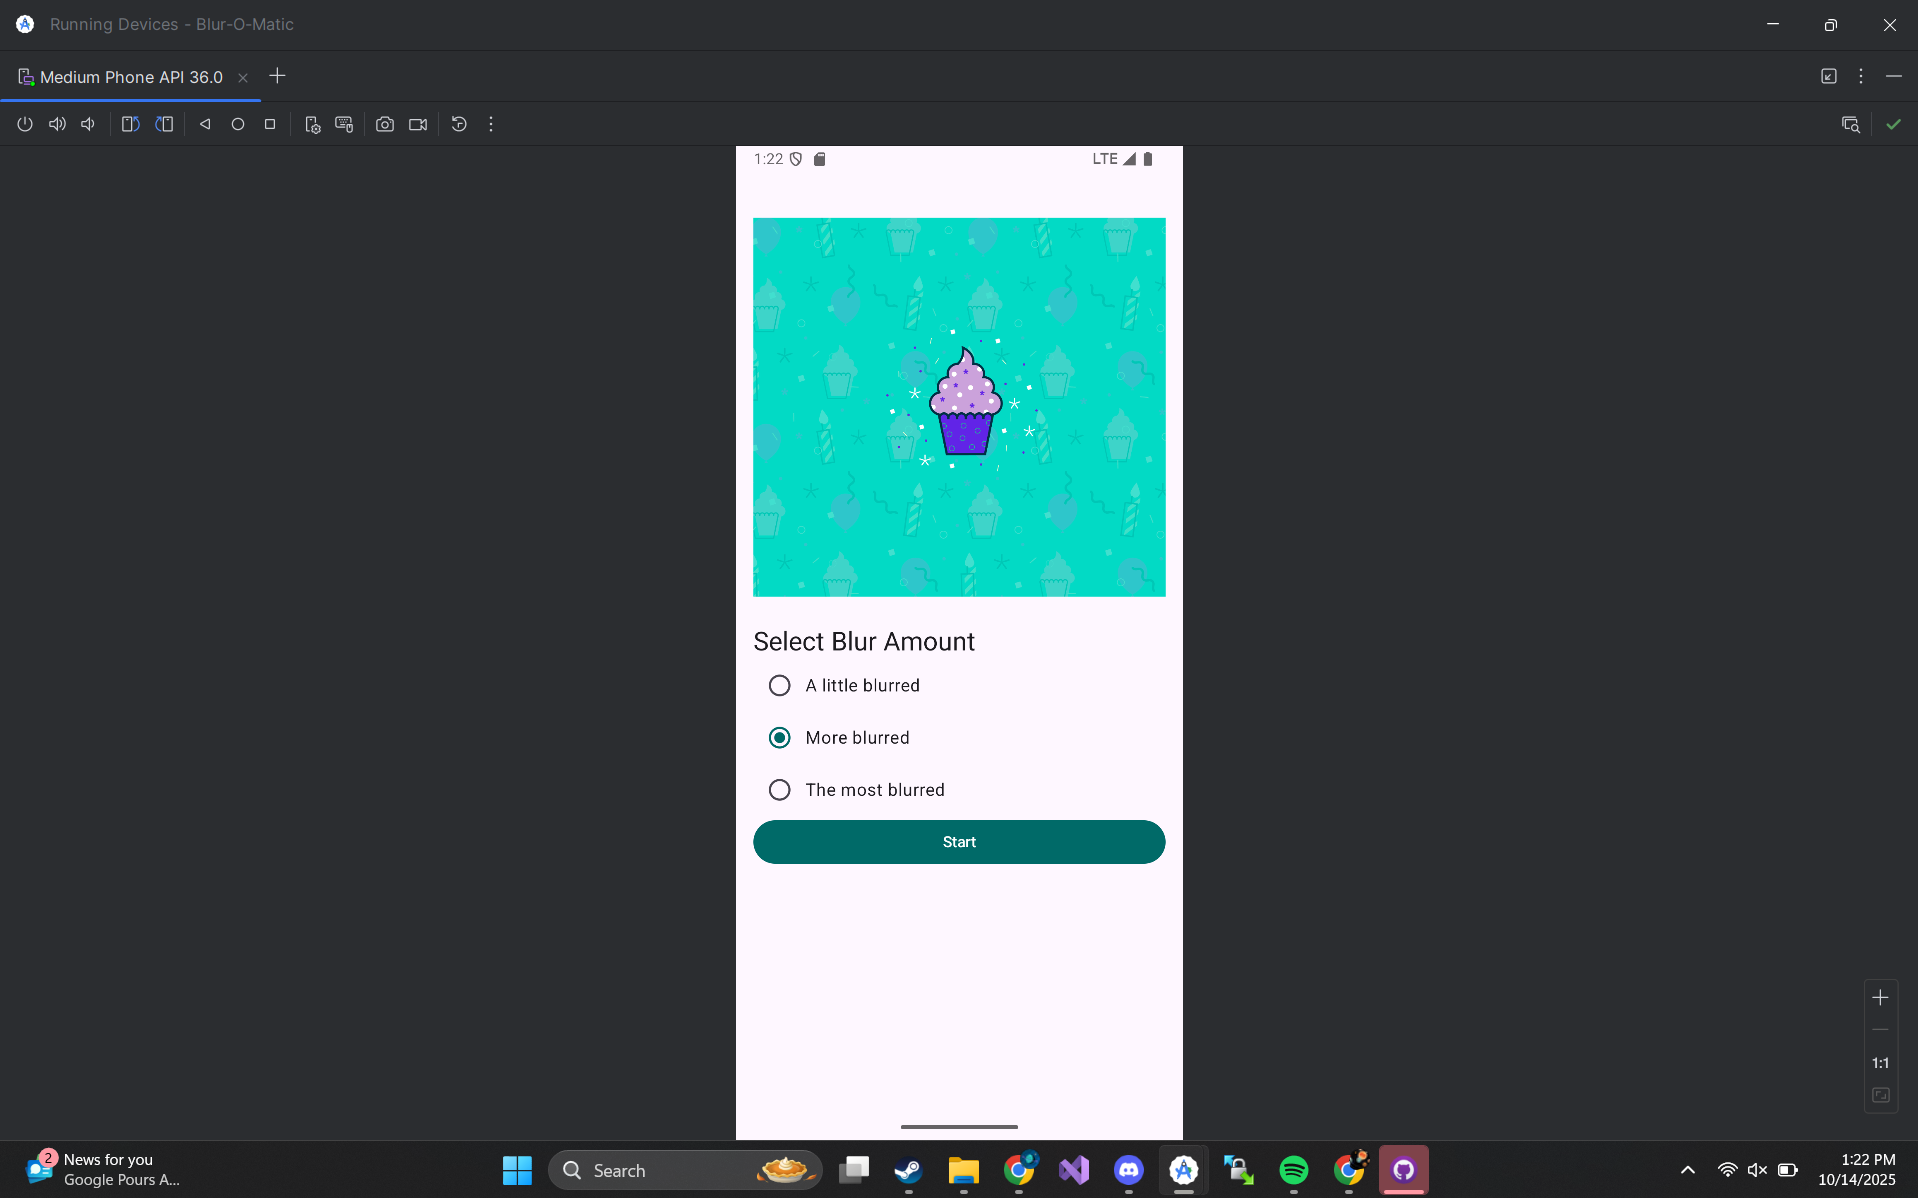 Running Devices - Blur-O-Matic
Medium Phone API 36.0
1:22
LTE
Select Blur Amount
A little blurred
More blurred
The most blurred
Start
1:1
2
News for you
Google Pours A...
Search
1:22 PM
10/14/2025